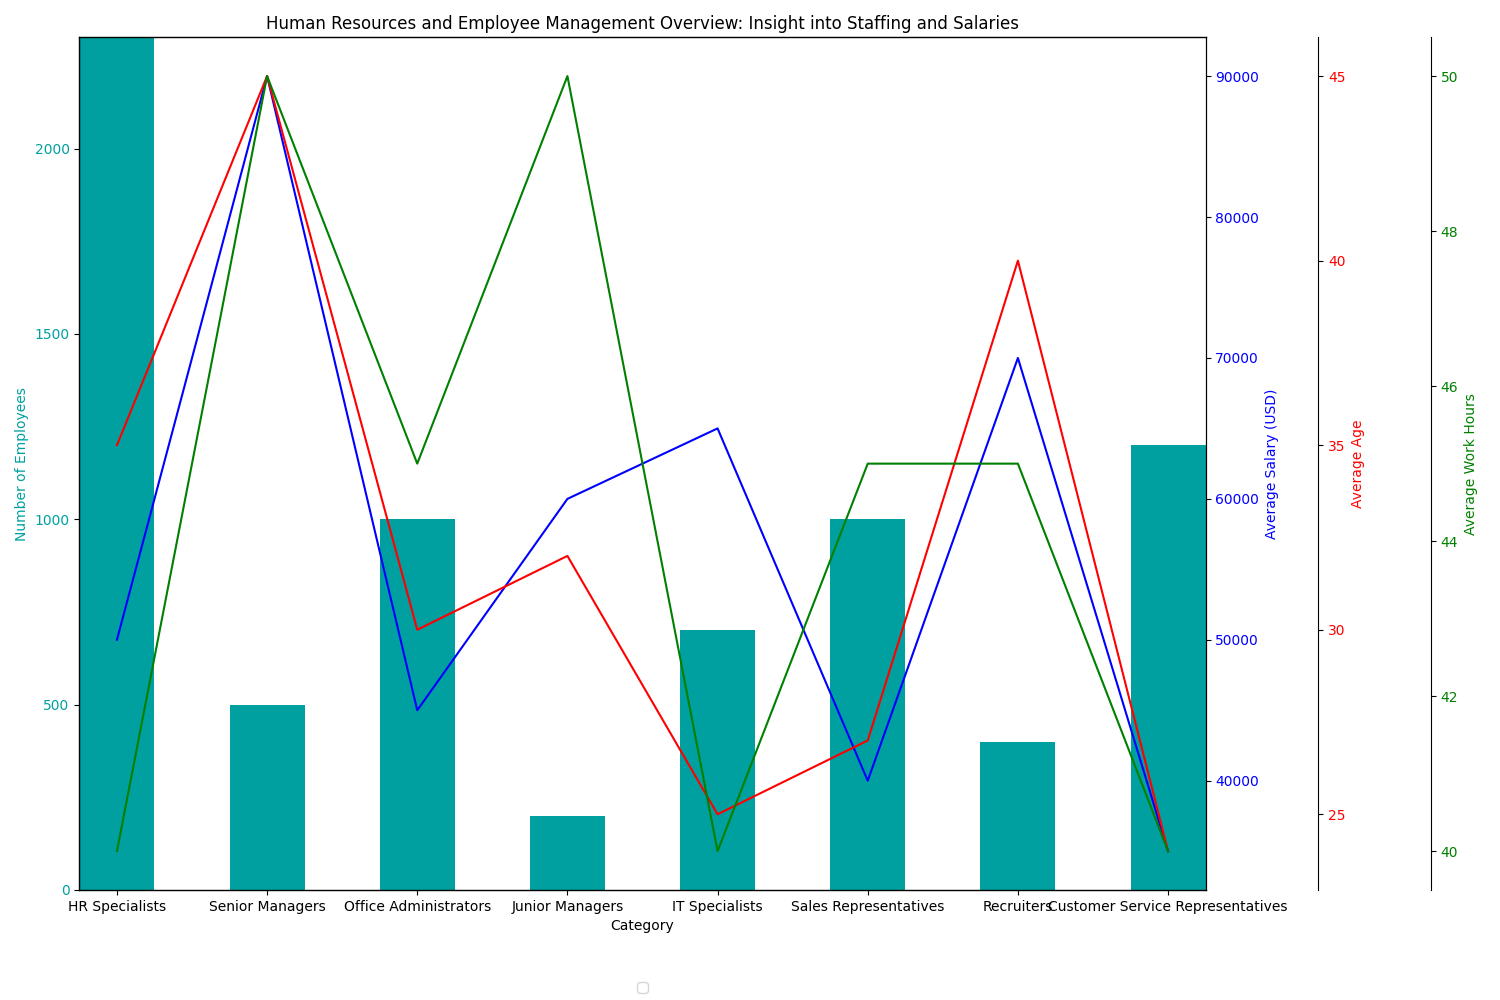 Human Resources and Employee Management Overview: Insight into Staffing and Salaries
Number of Employees
2000
1500
1000
500
0
90000
80000
70000
60000
50000
40000
Average Salary (USD)
45
40
35
30
25
Average Age
50
48
46
44
42
40
Average Work Hours
HR Specialists
Senior Managers
Office Administrators
Junior Managers
IT Specialists
Sales Representatives
Recruiters
Customer Service Representatives
Category